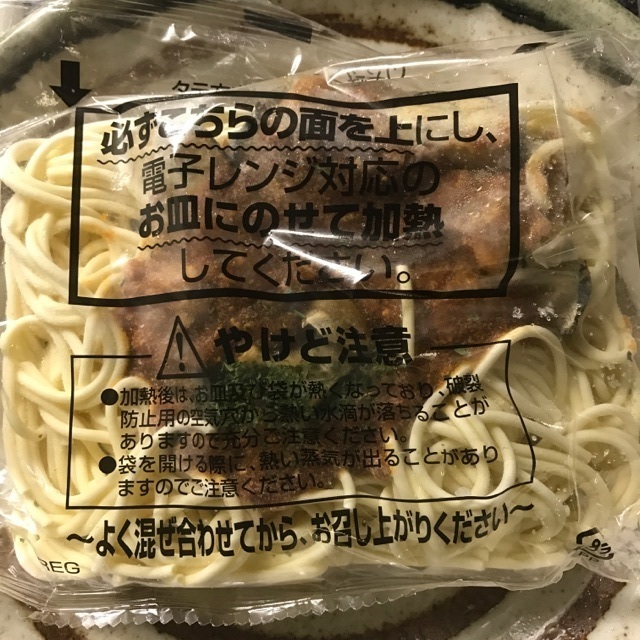 必ずこちらの面を上にし、
電子レンジ対応の
お皿にのせて加熱
してください。
やけど注意
●加熱後は、お皿及び袋が熱くなっており、破裂
防止用の空気穴から熱い水滴が落ちることが
ありますので充分ご注意ください。
●袋を開ける際に、熱い蒸気が出ることがあり
ますのでご注意ください。
〜よく混ぜ合わせてから、お召し上がりください〜
REG